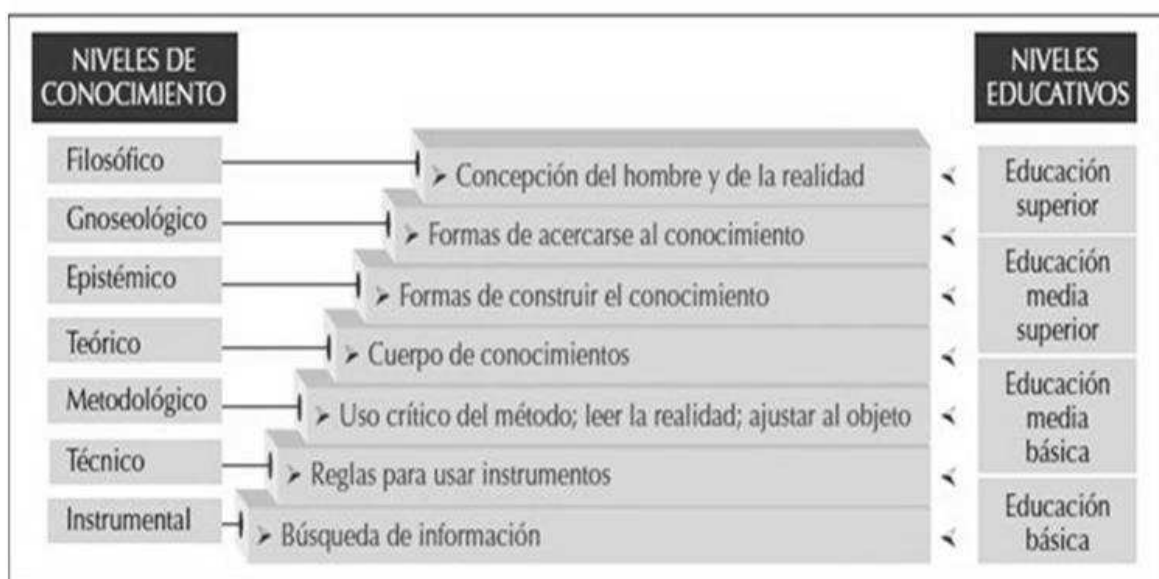 NIVELES DE
CONOCIMIENTO
NIVELES
EDUCATIVOS
Filosófico
Concepción del hombre y de la realidad
Gnoseológico
Formas de acercarse al conocimiento
Epistémico
Formas de construir el conocimiento
Teórico
Cuerpo de conocimientos
Metodológico
Uso crítico del método; leer la realidad; ajustar al objeto
Técnico
Reglas para usar instrumentos
Instrumental
Búsqueda de información
Educación
superior
Educación
media
superior
Educación
media
básica
Educación
básica